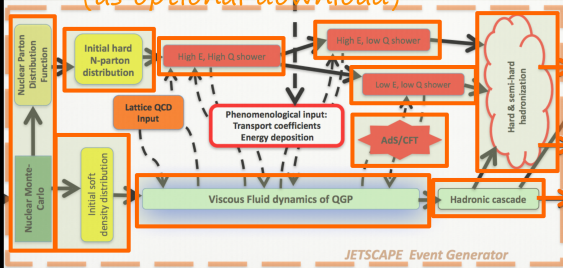 (as optional download)
Nuclear Parton
Distribution
Function
Initial hard
N-parton
distribution
High E, High Q shower
High E, low Q shower
Low E, low Q shower
Hard & semi-hard
hadronization
Lattice QCD
Input
Phenomenological input:
Transport coefficients
Energy deposition
AdS/CFT
Nuclear Monte-
Carlo
Initial soft
density distribution
Viscous Fluid dynamics of QGP
Hadronic cascade
JETSCAPE Event Generator